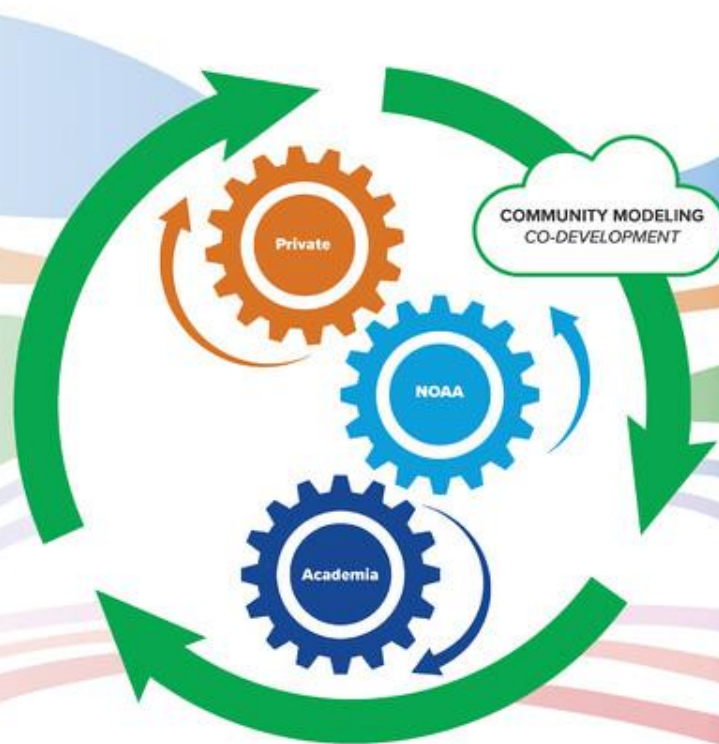 COMMUNITY MODELING
CO-DEVELOPMENT
Private
NOAA
Academia